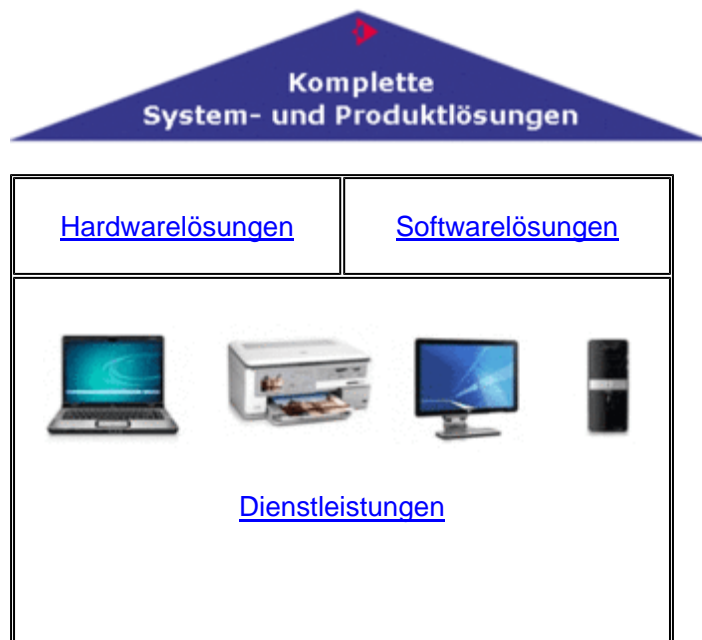 Komplette
System- und Produktlösungen
Hardwarelösungen
Softwarelösungen
Dienstleistungen